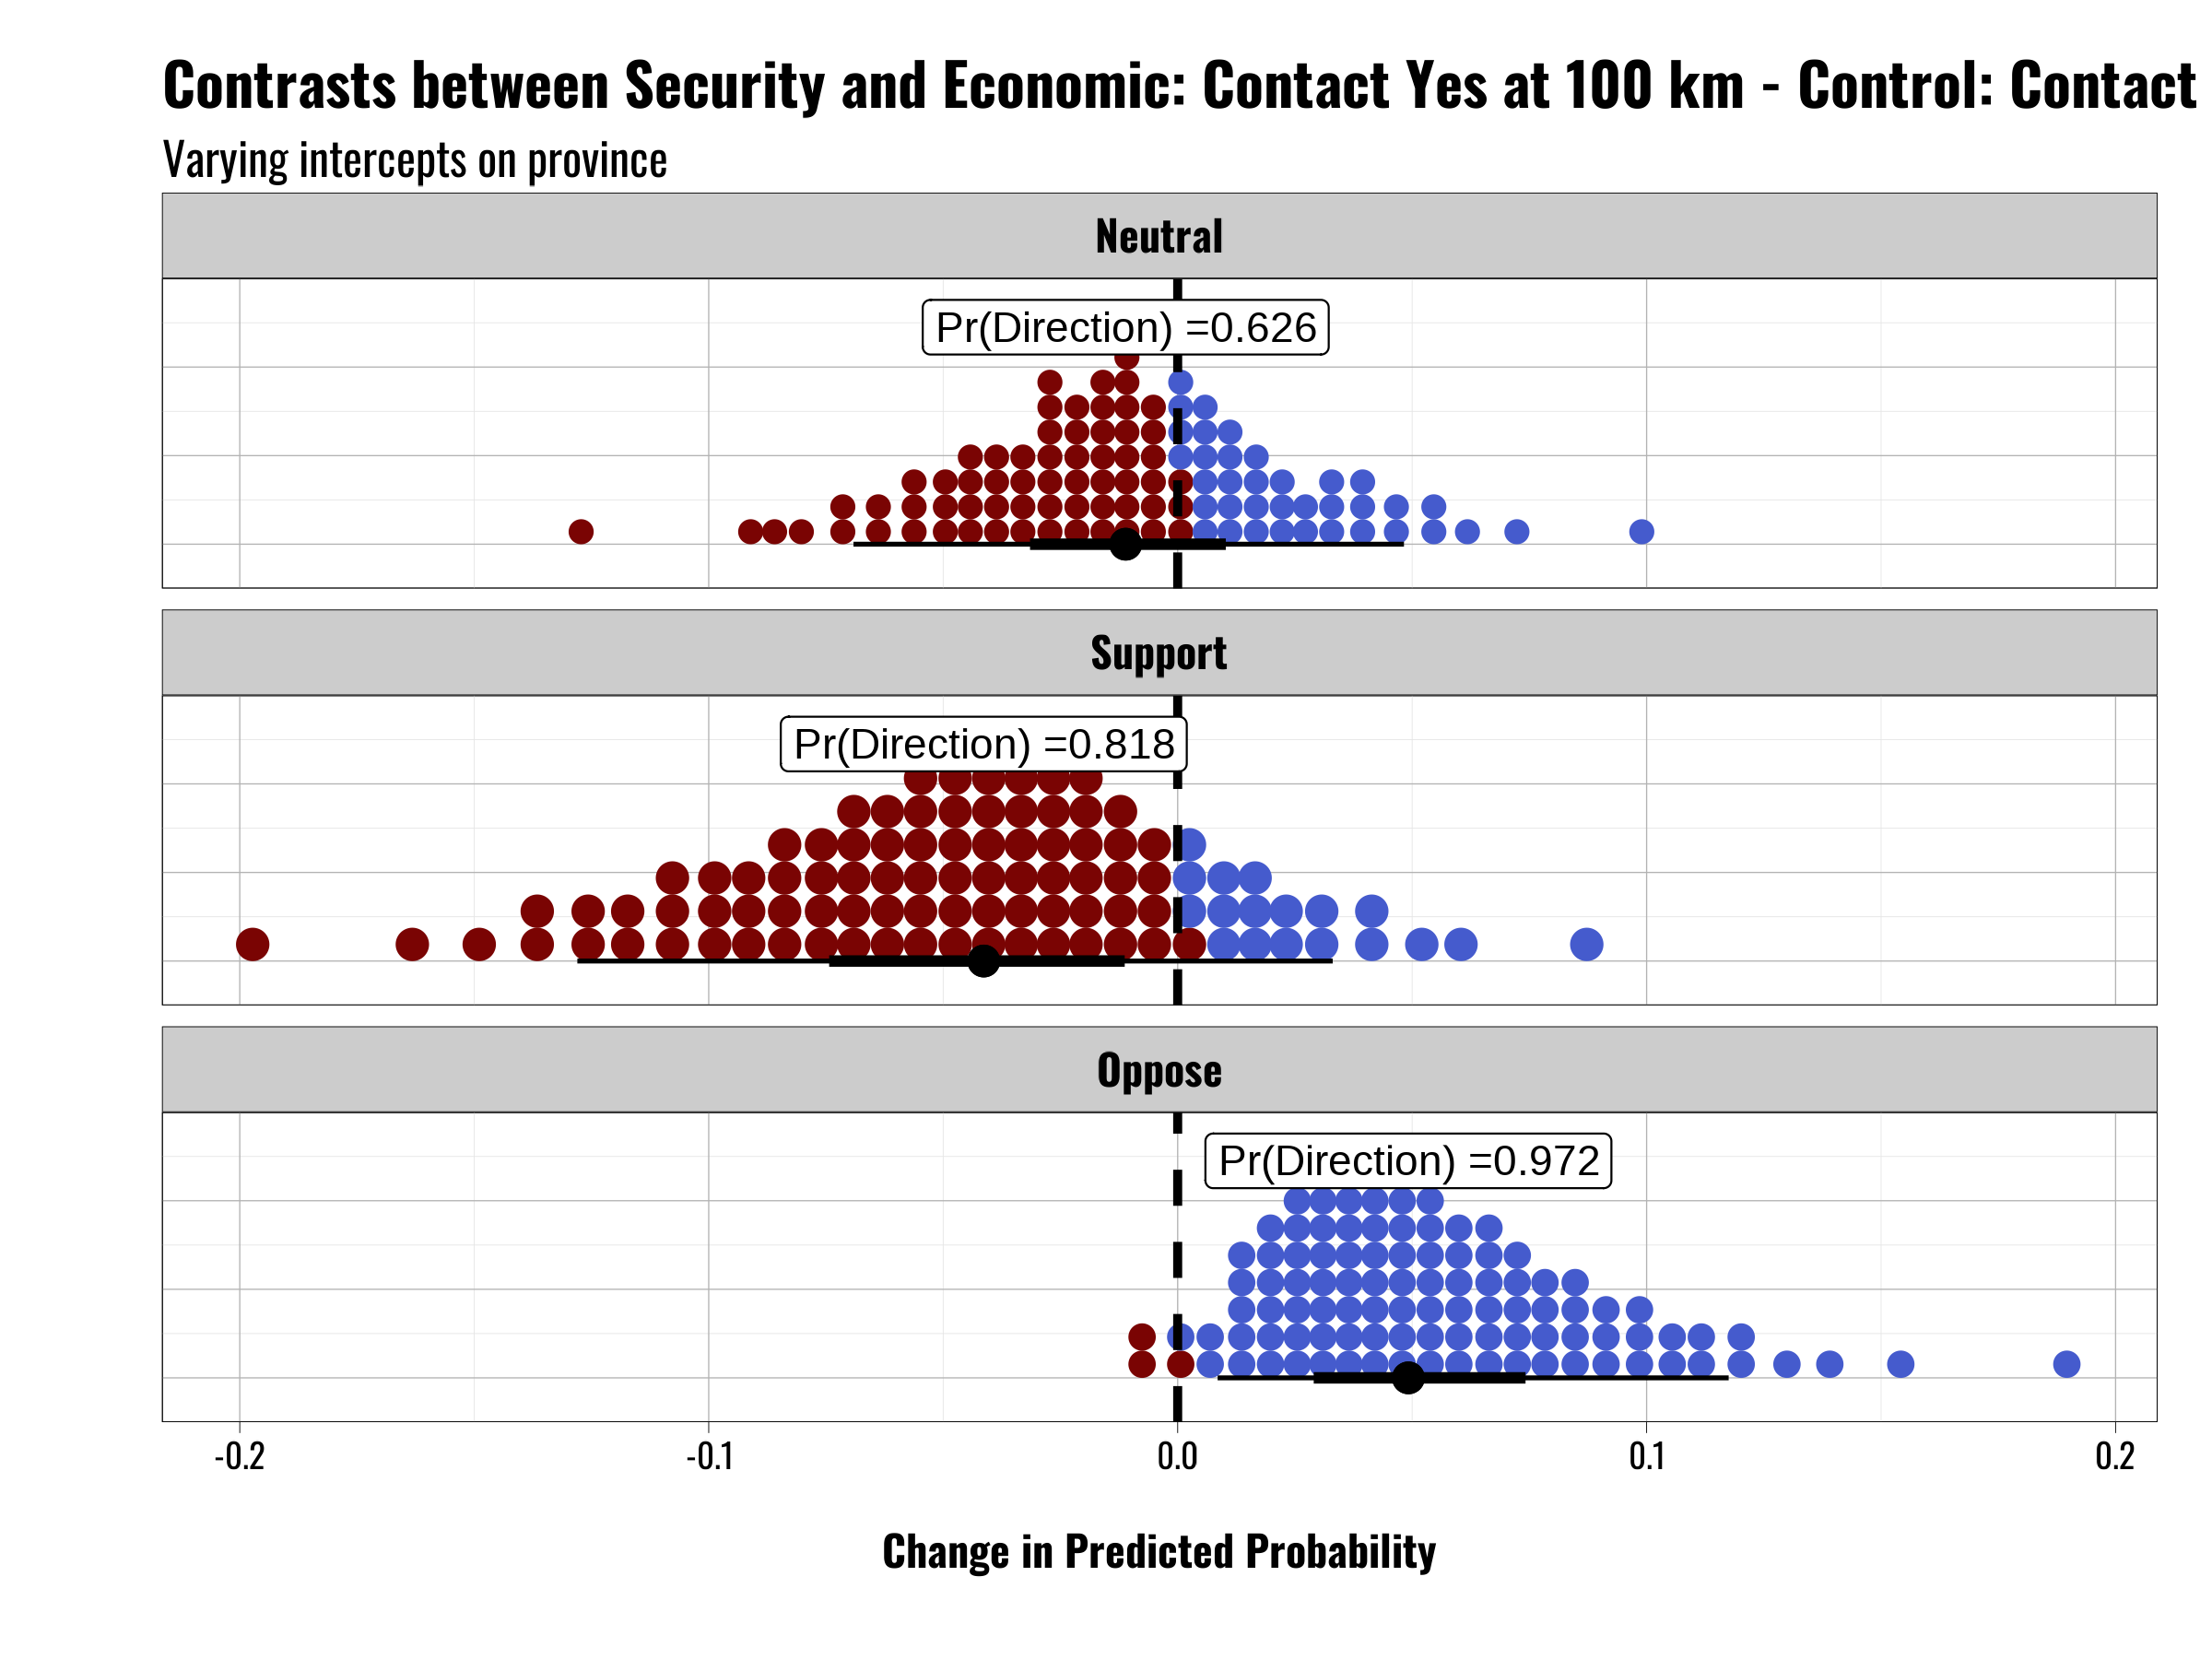 Contrasts between Security and Economic: Contact Yes at 100 km - Control: Contact
Varying intercepts on province
Neutral
Pr(Direction) =0.626
Support
Pr(Direction) =0.818
Oppose
Pr(Direction) =0.972
-0.2 -0.1 0.0 0.1 0.2
Change in Predicted Probability